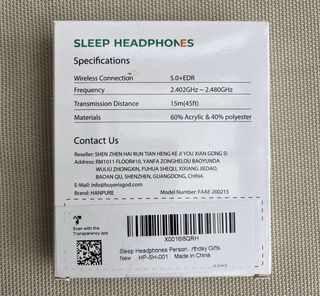 SLEEP HEADPHONES
Specifications
Wireless Connection 5.0+EDR
Frequency 2.402GHz ~ 2.480GHz
Transmission Distance 15m(45ft)
Materials 60% Acrylic & 40% polyester
Contact Us
Reseller: SHEN ZHEN HAI RUN TIAN HENG KE JI YOU XIAN GONG SI
Address: RM1011 FLOOR#10, YANFA ZONGHELOU BAOYUNDA
WULIU ZHONGXIN, FUHUA SHEQU, XIXIANG JIEDAO,
BAOAN QU, SHENZHEN, GUANGDONG, CHINA
E-Mail: info@buyerisgod.com
Brand: HANPURE Model Number: FAAE-200215
Scan with the
Transparency app
X0016I8QRH
Sleep Headphones Person...rthday Gifts
New HP-SH-001 Made In China